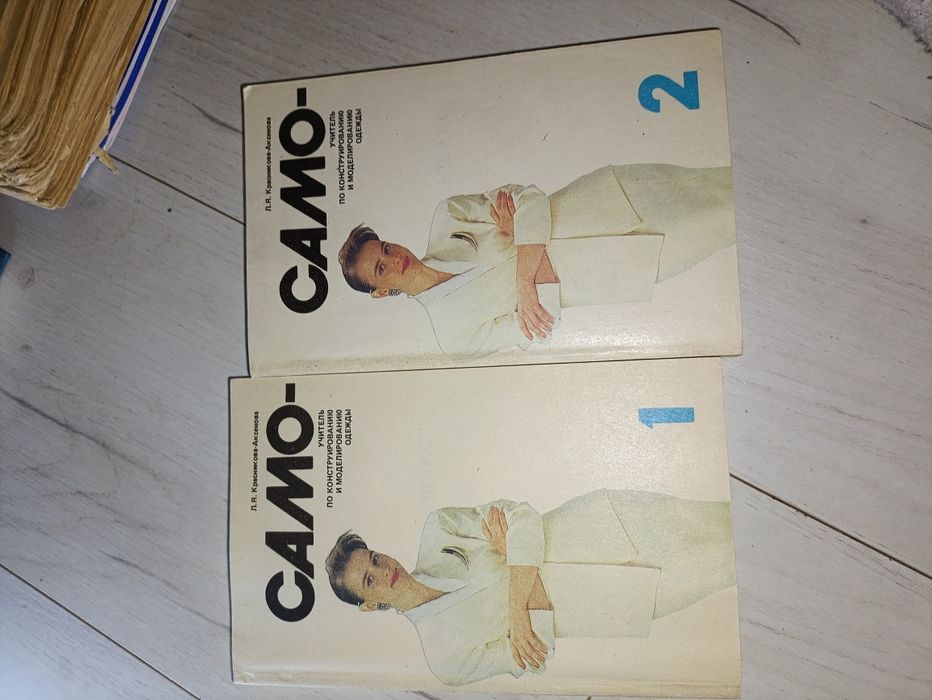 Л.Я. Красникова-Аксенова
САМО-
УЧИТЕЛЬ
ПО КОНСТРУИРОВАНИЮ
И МОДЕЛИРОВАНИЮ
ОДЕЖДЫ
1
Л.Я. Красникова-Аксенова
САМО-
УЧИТЕЛЬ
ПО КОНСТРУИРОВАНИЮ
И МОДЕЛИРОВАНИЮ
ОДЕЖДЫ
2